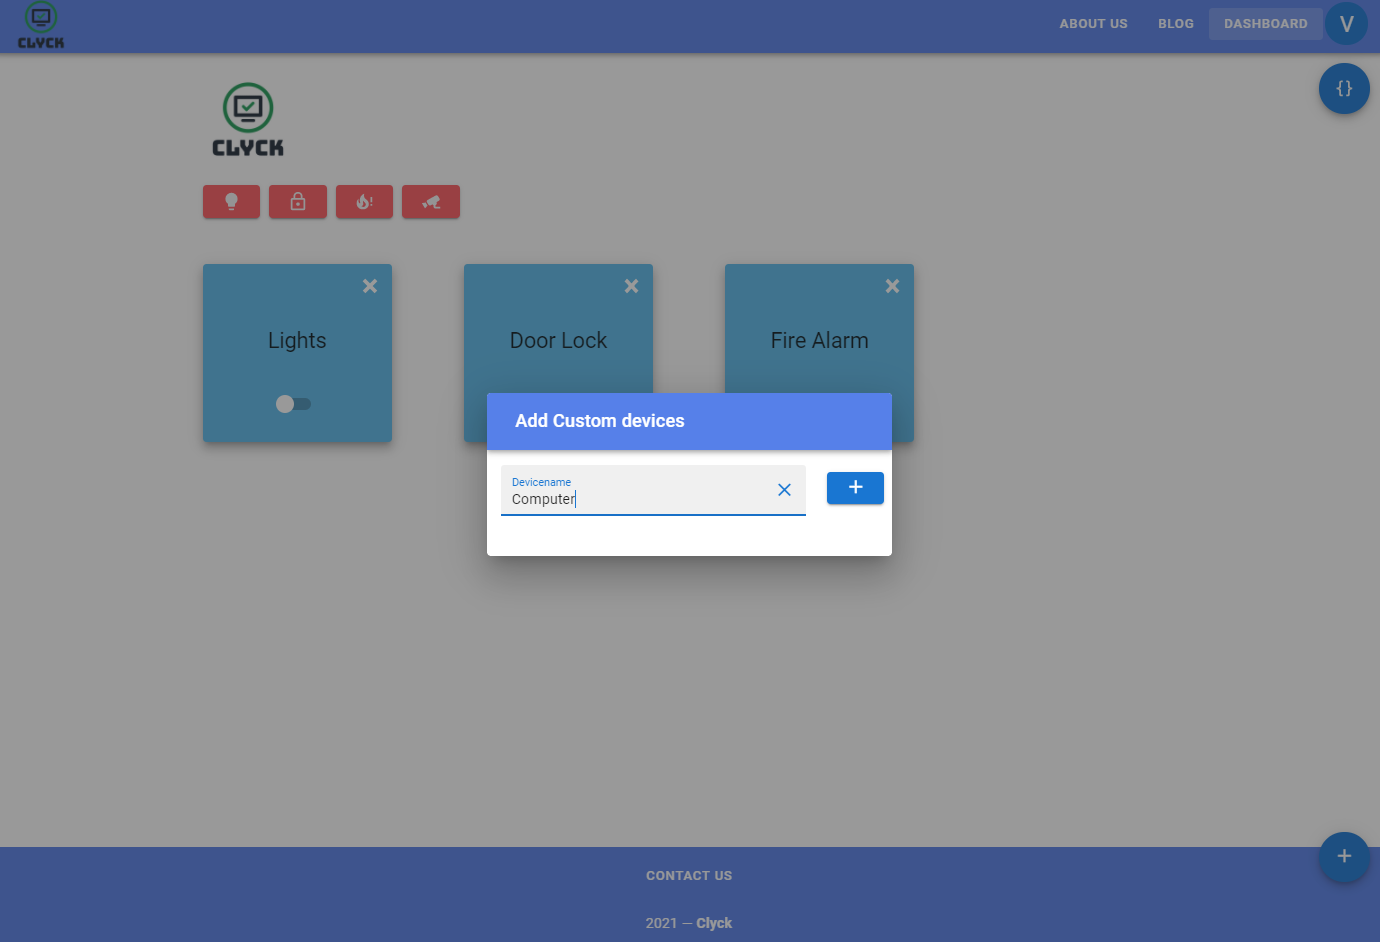 CLYCK
ABOUT US
BLOG
DASHBOARD
V
{}
CLYCK
Lights
Door Lock
Fire Alarm
Add Custom devices
Devicename
Computer
+
+
CONTACT US
2021 — Clyck